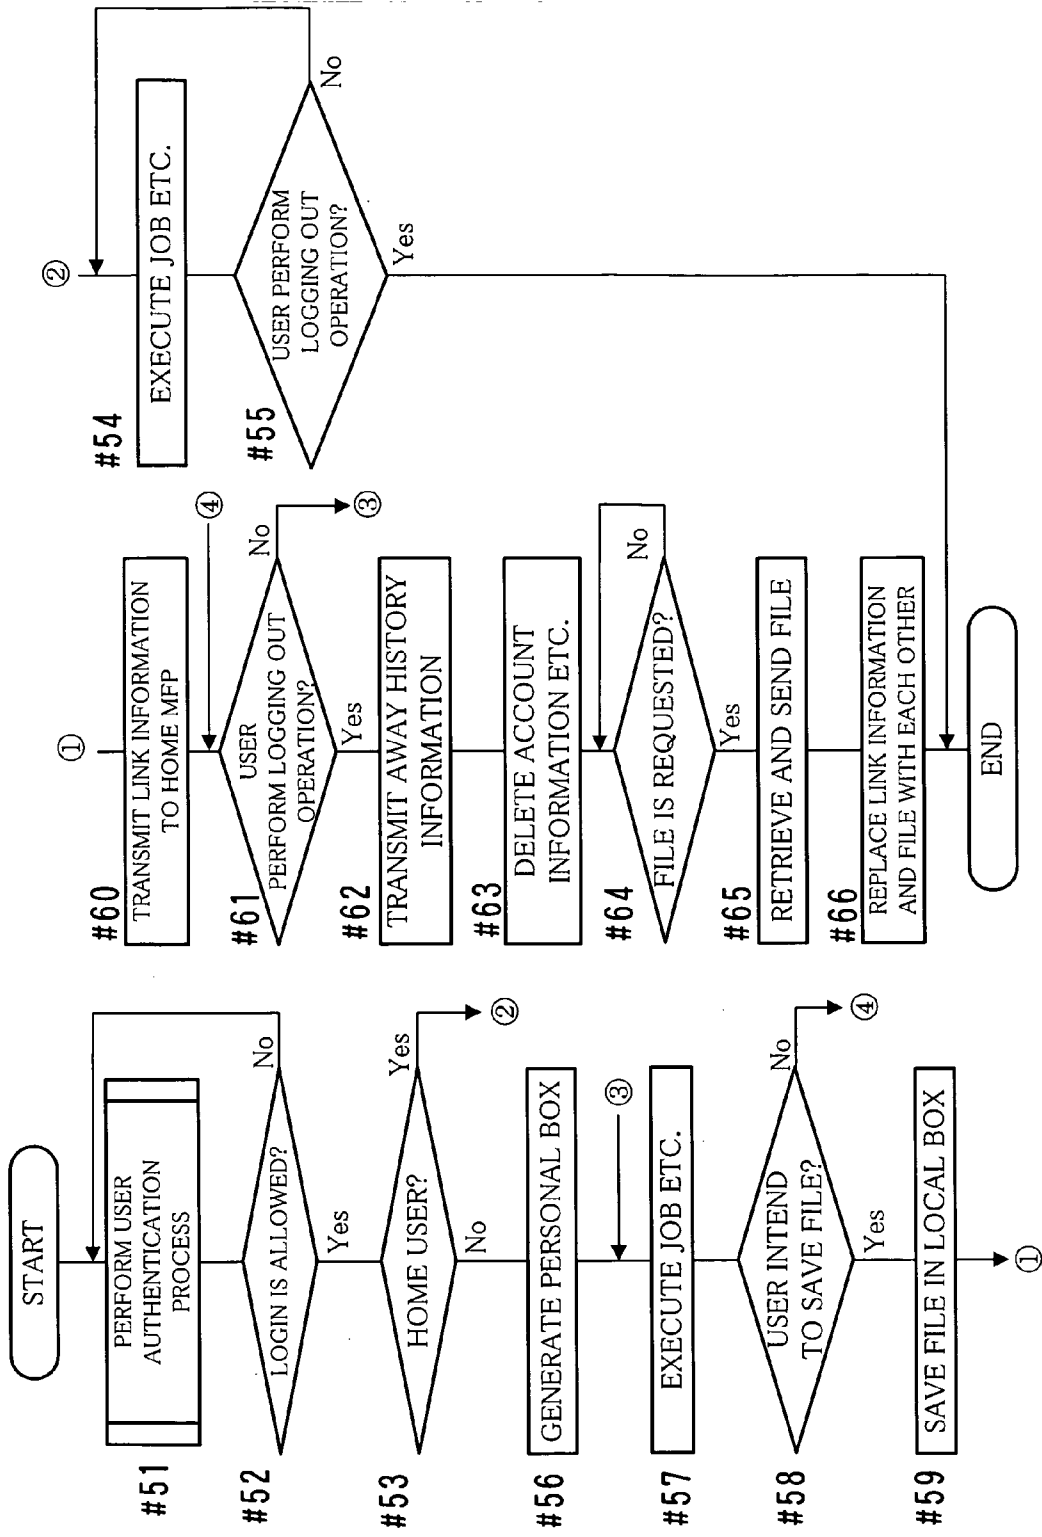 START
#51
PERFORM USER
AUTHENTICATION
PROCESS
#52
LOGIN IS ALLOWED?
No
Yes
#53
HOME USER?
Yes
②
No
#56
GENERATE PERSONAL BOX
③
#57
EXECUTE JOB ETC.
#58
USER INTEND
TO SAVE FILE?
No
④
Yes
#59
SAVE FILE IN LOCAL BOX
①
①
#60
TRANSMIT LINK INFORMATION
TO HOME MFP
④
#61
USER
PERFORM LOGGING OUT
OPERATION?
No
③
Yes
#62
TRANSMIT AWAY HISTORY
INFORMATION
#63
DELETE ACCOUNT
INFORMATION ETC.
#64
FILE IS REQUESTED?
No
Yes
#65
RETRIEVE AND SEND FILE
#66
REPLACE LINK INFORMATION
AND FILE WITH EACH OTHER
END
②
#54
EXECUTE JOB ETC.
#55
USER PERFORM
LOGGING OUT
OPERATION?
No
Yes